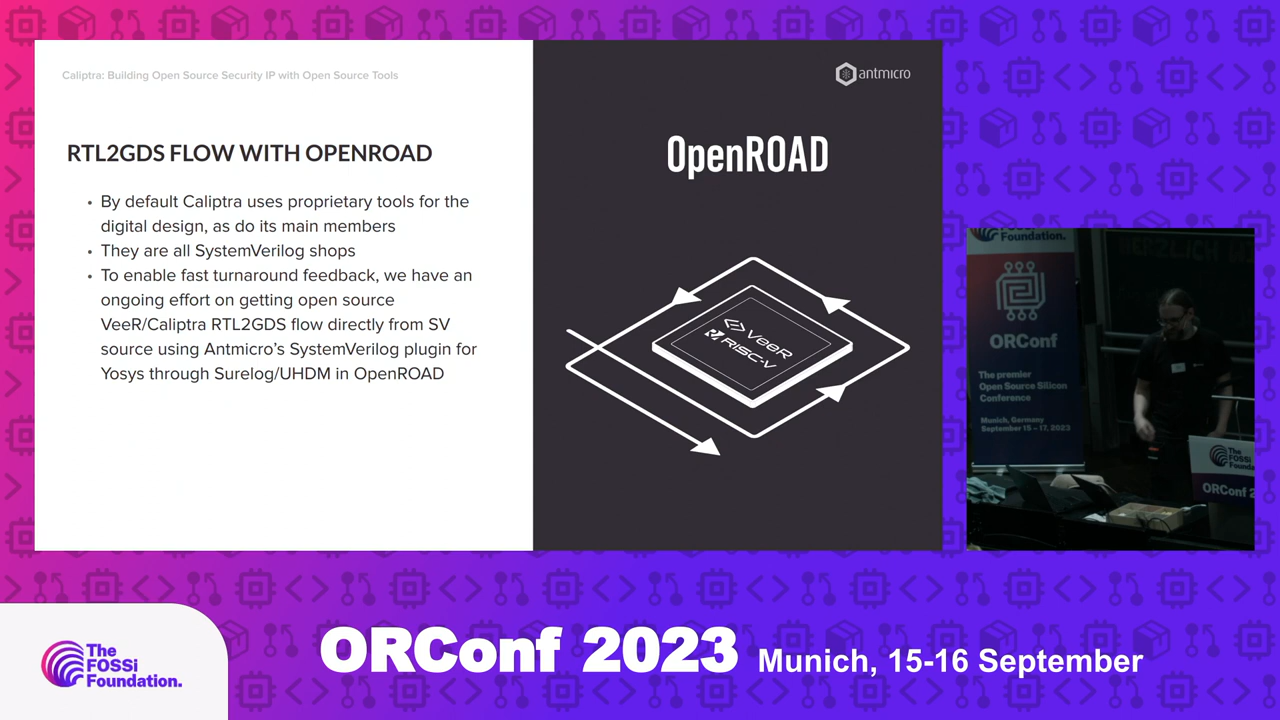 Caliptra: Building Open Source Security IP with Open Source Tools
antmicro
RTL2GDS FLOW WITH OPENROAD
• By default Caliptra uses proprietary tools for the
digital design, as do its main members
• They are all SystemVerilog shops
• To enable fast turnaround feedback, we have an
ongoing effort on getting open source
VeeR/Caliptra RTL2GDS flow directly from SV
source using Antmicro's SystemVerilog plugin for
Yosys through Surelog/UHDM in OpenROAD
OpenROAD
VeeR
RISC-V
Foundation.
ORConf
The premier
Open Source Silicon
Conference
Munich, Germany
September 15 – 17, 2023
HERZLICH WI
The
FOSSi
Founda
ORConf 2
The
FOSSi
Foundation.
ORConf 2023
Munich, 15-16 September